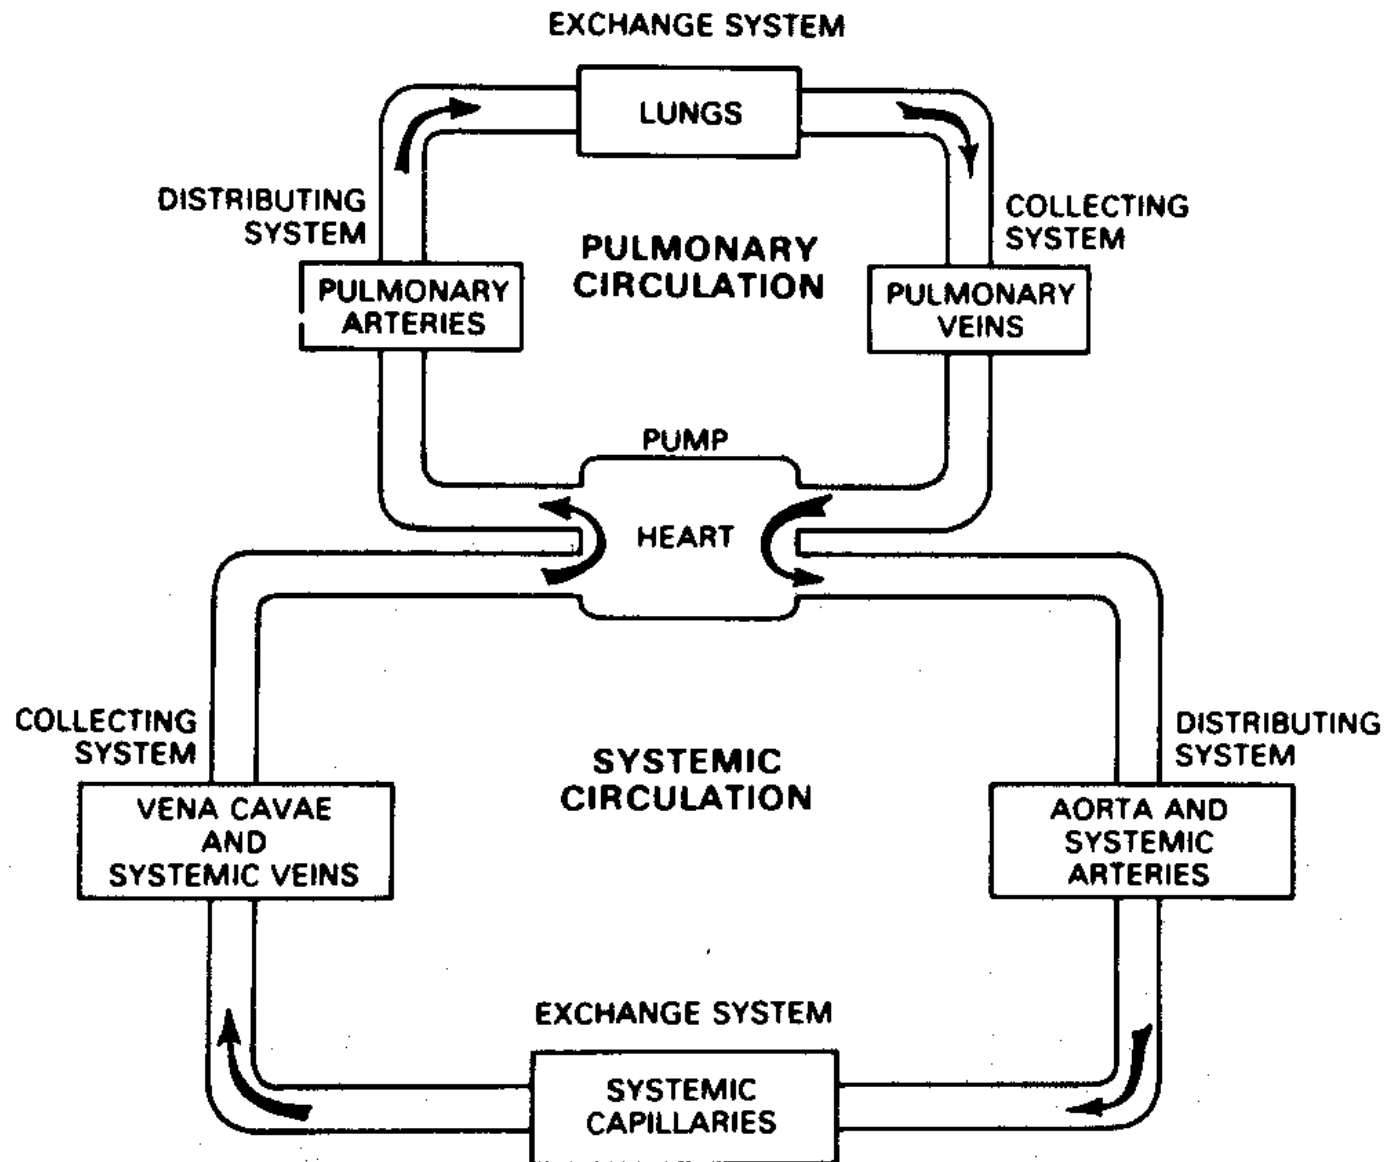 EXCHANGE SYSTEM
LUNGS
DISTRIBUTING
SYSTEM
COLLECTING
SYSTEM
PULMONARY
CIRCULATION
PULMONARY
ARTERIES
PULMONARY
VEINS
PUMP
HEART
COLLECTING
SYSTEM
DISTRIBUTING
SYSTEM
SYSTEMIC
CIRCULATION
VENA CAVAE
AND
SYSTEMIC VEINS
AORTA AND
SYSTEMIC
ARTERIES
EXCHANGE SYSTEM
SYSTEMIC
CAPILLARIES